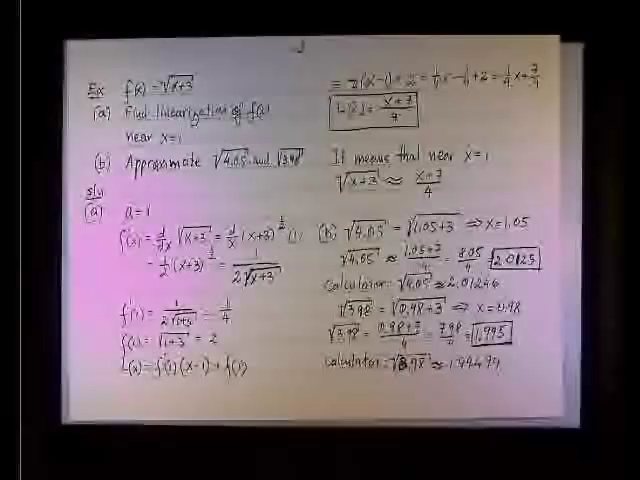 Ex f(x) = √x+3
(a) Find linearization of f(x)
near x=1
(b) Approximate √4.05 and √3.98
sln
(a) a=1
f'(x) = d/dx √x+3 = d/dx (x+3)^1/2
= 1/2 (x+3) = 1/2√x+3
f'(1) = 1/2√1+3 = 1/4
f(1) = √1+3 = 2
L(x) = f'(1)(x-1) + f(1)
= (x-1) + 2 = 1/4 x - 1/4 + 2 = 1/4 x + 7/4
L(x) = x+7/4
It means that near x=1
√x+3 ≈ x+7/4
(b) √4.05 = √1.05+3 ⇒ x=1.05
√4.05 ≈ 1.05+7/4 = 8.05/4 = 2.0125
calculator: √4.05 ≈ 2.01246
√3.98 = √0.98+3 ⇒ x=0.98
√3.98 = 0.98+7/4 = 7.98/4 = 1.995
calculator: √3.98 ≈ 1.99499